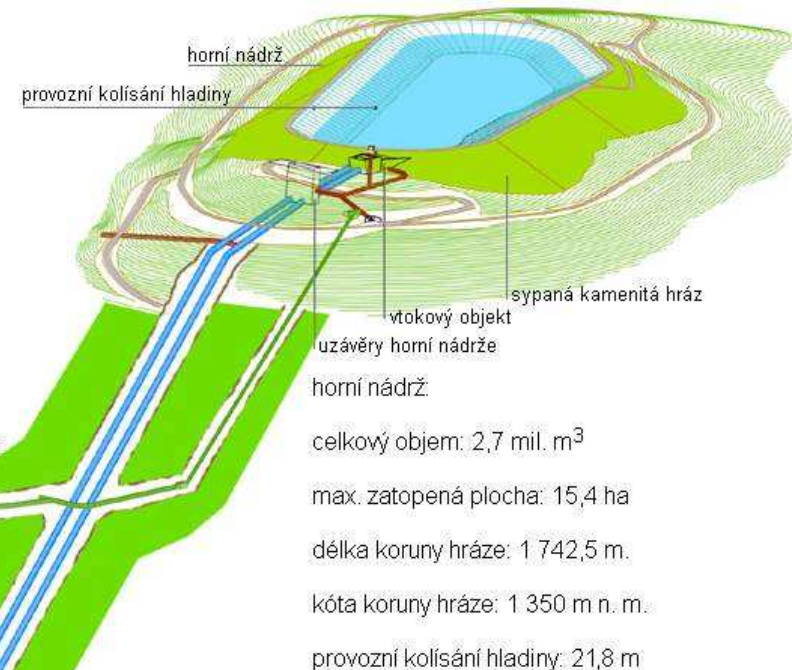 horní nádrž
provozní kolísání hladiny
sypaná kamenitá hráz
vtokový objekt
uzávěry horní nádrže
horní nádrž:
celkový objem: 2,7 mil. m³
max. zatopená plocha: 15,4 ha
délka koruny hráze: 1 742,5 m.
kóta koruny hráze: 1 350 m n. m.
provozní kolísání hladiny: 21,8 m